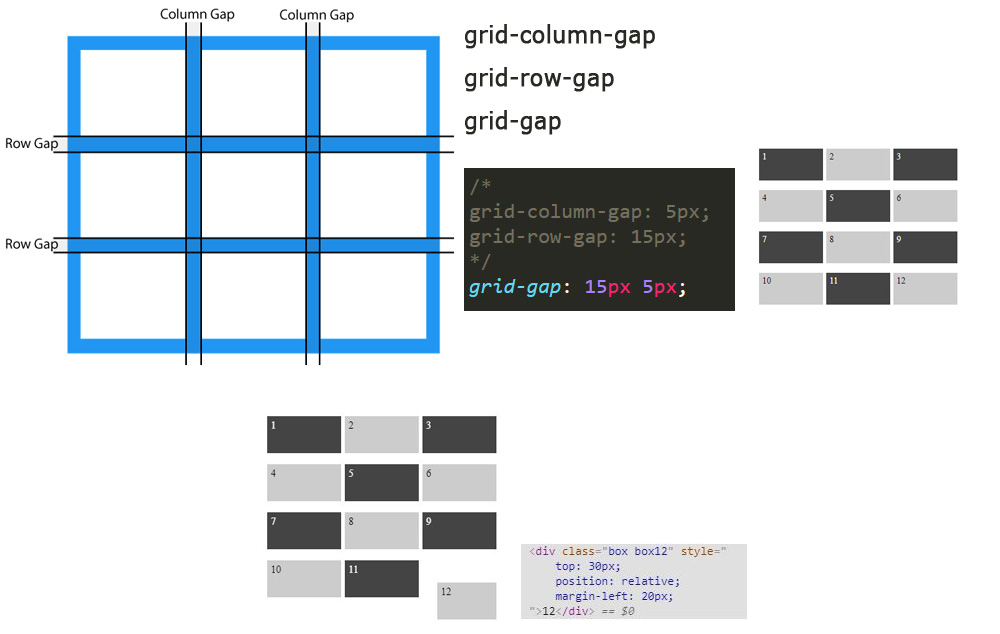 Column Gap
Column Gap
Row Gap
Row Gap
grid-column-gap
grid-row-gap
grid-gap
/*
grid-column-gap: 5px;
grid-row-gap: 15px;
*/
grid-gap: 15px 5px;
1 2 3
4 5 6
7 8 9
10 11 12
1 2 3
4 5 6
7 8 9
10 11
12
<div class="box box12" style="
top: 30px;
position: relative;
margin-left: 20px;
">12</div> == $0